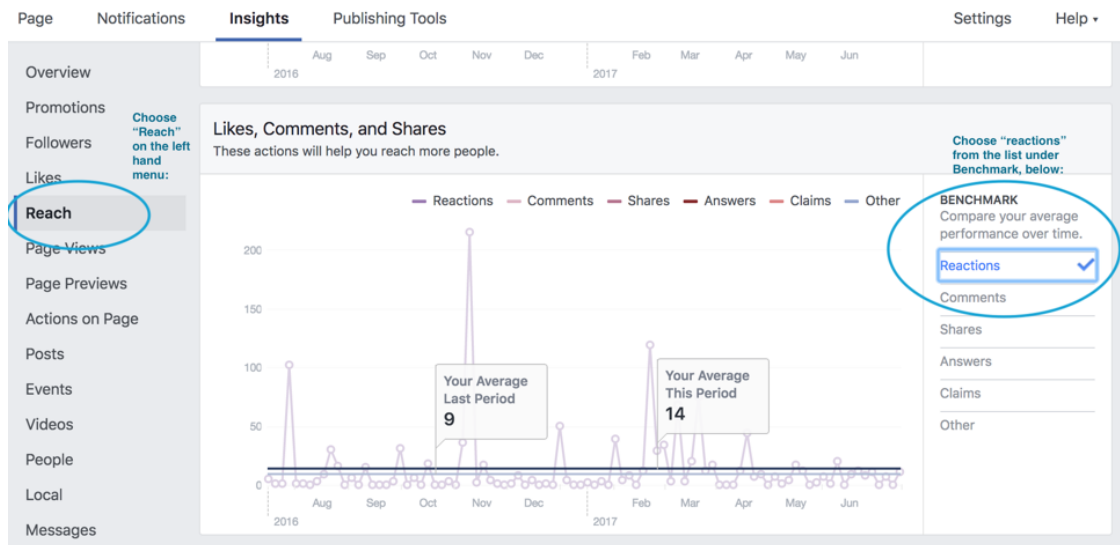 Page Notifications Insights Publishing Tools Settings Help
Overview
Promotions
Followers
Likes
Reach
Page Views
Page Previews
Actions on Page
Posts
Events
Videos
People
Local
Messages
Choose
“Reach”
on the left
hand
menu:
Aug Sep Oct Nov Dec Feb Mar Apr May Jun
2016 2017
Likes, Comments, and Shares
These actions will help you reach more people.
Reactions Comments Shares Answers Claims Other
200
150
100
50
0
Your Average
Last Period
9
Your Average
This Period
14
Aug Sep Oct Nov Dec Feb Mar Apr May Jun
2016 2017
Choose “reactions”
from the list under
Benchmark, below:
BENCHMARK
Compare your average
performance over time.
Reactions
Comments
Shares
Answers
Claims
Other